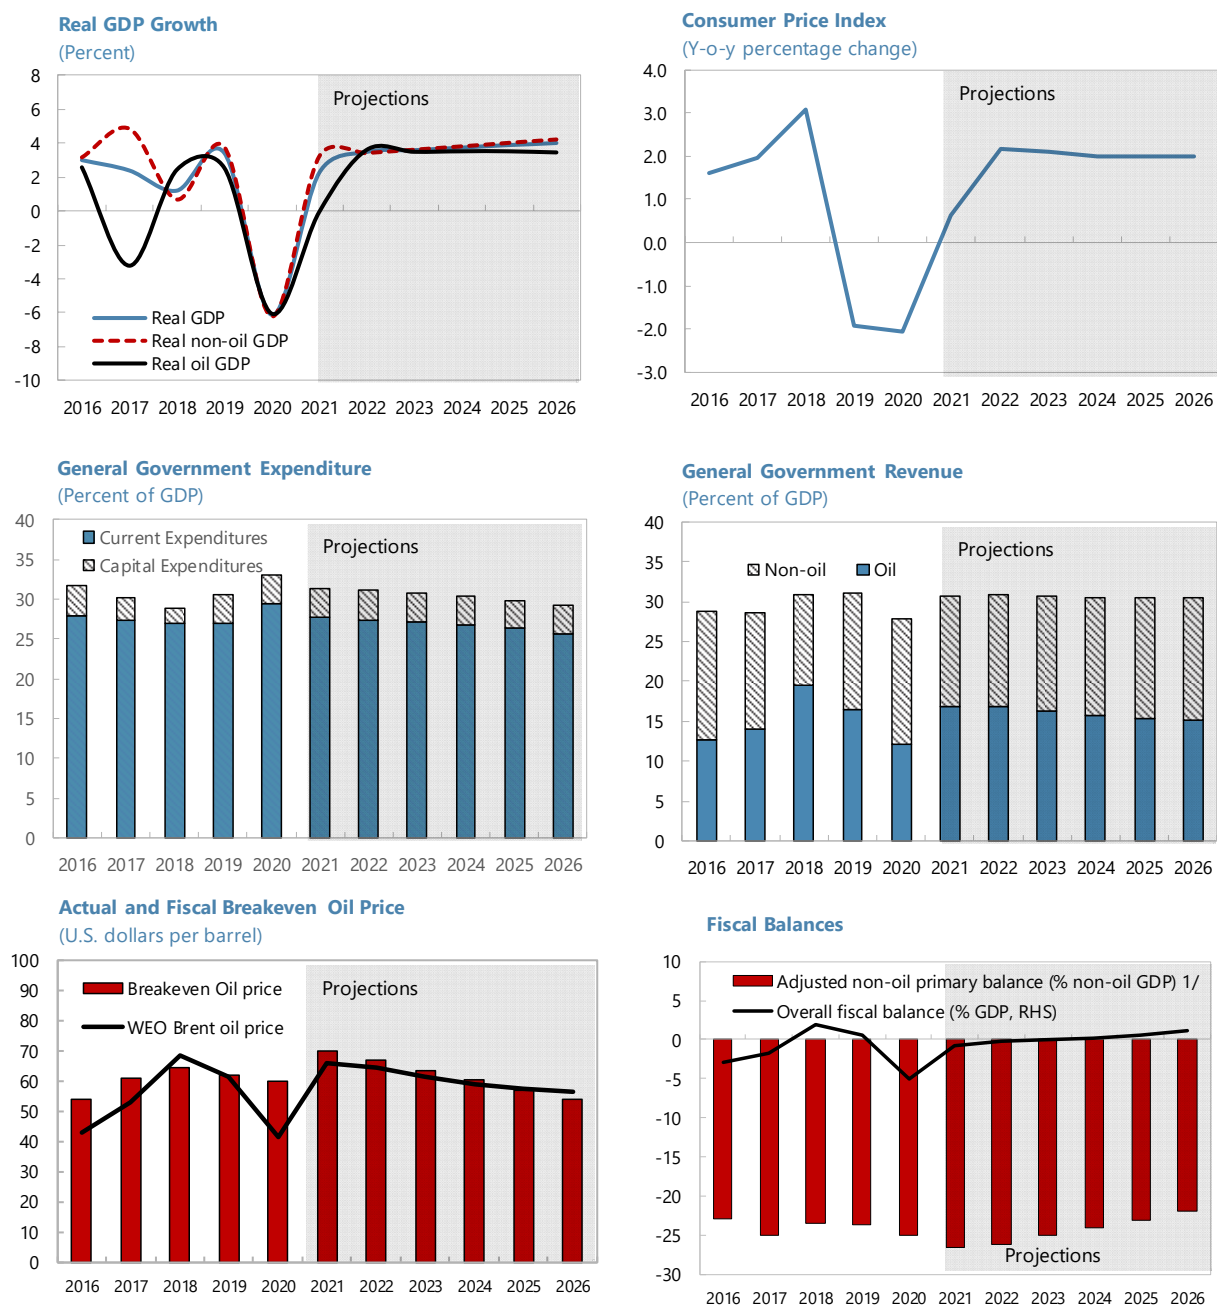 Real GDP Growth
(Percent)
8
6
4
2
0
-2
-4
-6
-8
-10
Projections
Real GDP
Real non-oil GDP
Real oil GDP
2016 2017 2018 2019 2020 2021 2022 2023 2024 2025 2026
Consumer Price Index
(Y-o-y percentage change)
4.0
3.0
2.0
1.0
0.0
-1.0
-2.0
-3.0
Projections
2016 2017 2018 2019 2020 2021 2022 2023 2024 2025 2026
General Government Expenditure
(Percent of GDP)
40
35
30
25
20
15
10
5
0
Current Expenditures
Capital Expenditures
Projections
2016 2017 2018 2019 2020 2021 2022 2023 2024 2025 2026
General Government Revenue
(Percent of GDP)
40
35
30
25
20
15
10
5
0
Projections
Non-oil Oil
2016 2017 2018 2019 2020 2021 2022 2023 2024 2025 2026
Actual and Fiscal Breakeven Oil Price
(U.S. dollars per barrel)
100
90
80
70
60
50
40
30
20
10
0
Breakeven Oil price
WEO Brent oil price
Projections
2016 2017 2018 2019 2020 2021 2022 2023 2024 2025 2026
Fiscal Balances
10
5
0
-5
-10
-15
-20
-25
-30
Adjusted non-oil primary balance (% non-oil GDP) 1/
Overall fiscal balance (% GDP, RHS)
Projections
2016 2017 2018 2019 2020 2021 2022 2023 2024 2025 2026